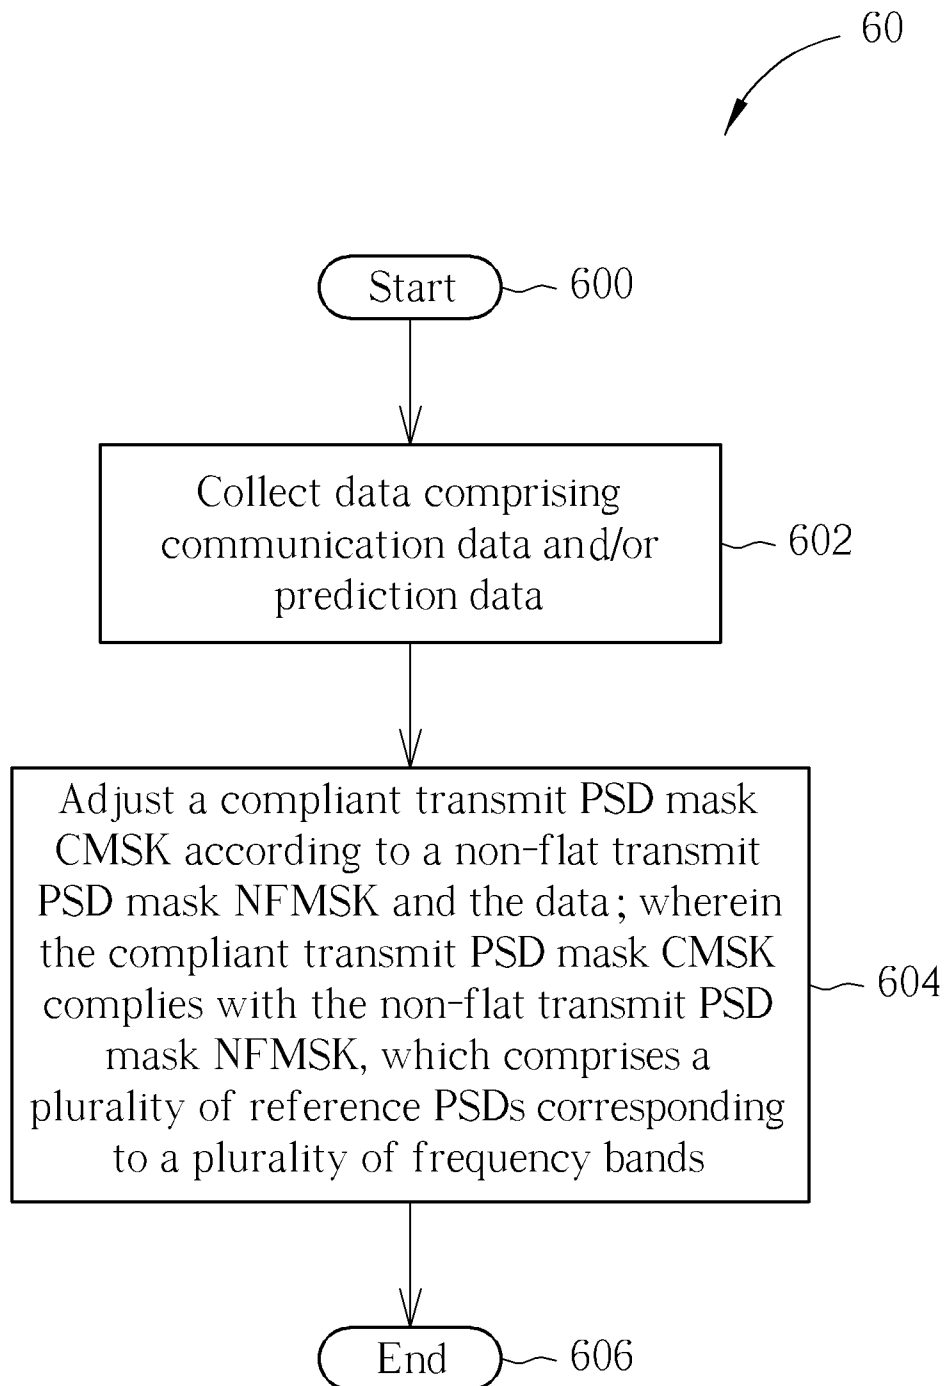 60
Start
600
Collect data comprising
communication data and/or
prediction data
602
Adjust a compliant transmit PSD mask
CMSK according to a non-flat transmit
PSD mask NFMSK and the data; wherein
the compliant transmit PSD mask CMSK
complies with the non-flat transmit PSD
mask NFMSK, which comprises a
plurality of reference PSDs corresponding
to a plurality of frequency bands
604
End
606